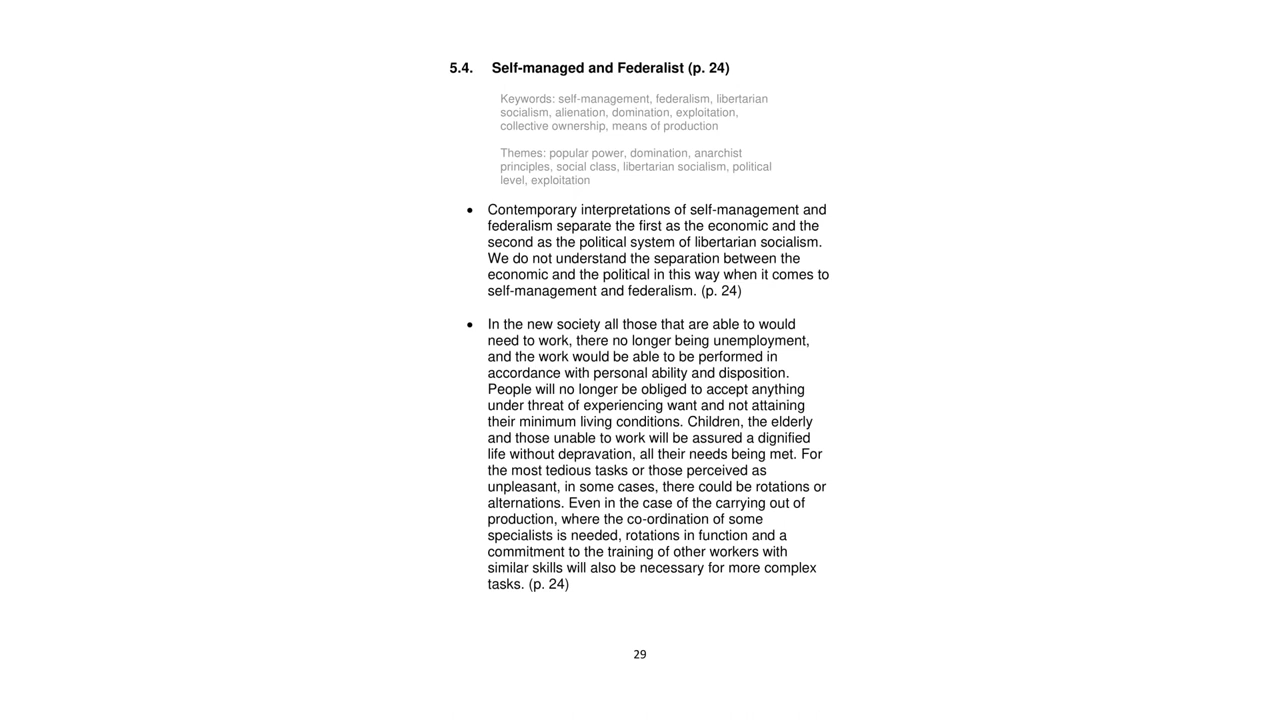 5.4. Self-managed and Federalist (p. 24)
Keywords: self-management, federalism, libertarian
socialism, alienation, domination, exploitation,
collective ownership, means of production
Themes: popular power, domination, anarchist
principles, social class, libertarian socialism, political
level, exploitation
• Contemporary interpretations of self-management and
federalism separate the first as the economic and the
second as the political system of libertarian socialism.
We do not understand the separation between the
economic and the political in this way when it comes to
self-management and federalism. (p. 24)
• In the new society all those that are able to would
need to work, there no longer being unemployment,
and the work would be able to be performed in
accordance with personal ability and disposition.
People will no longer be obliged to accept anything
under threat of experiencing want and not attaining
their minimum living conditions. Children, the elderly
and those unable to work will be assured a dignified
life without depravation, all their needs being met. For
the most tedious tasks or those perceived as
unpleasant, in some cases, there could be rotations or
alternations. Even in the case of the carrying out of
production, where the co-ordination of some
specialists is needed, rotations in function and a
commitment to the training of other workers with
similar skills will also be necessary for more complex
tasks. (p. 24)
29